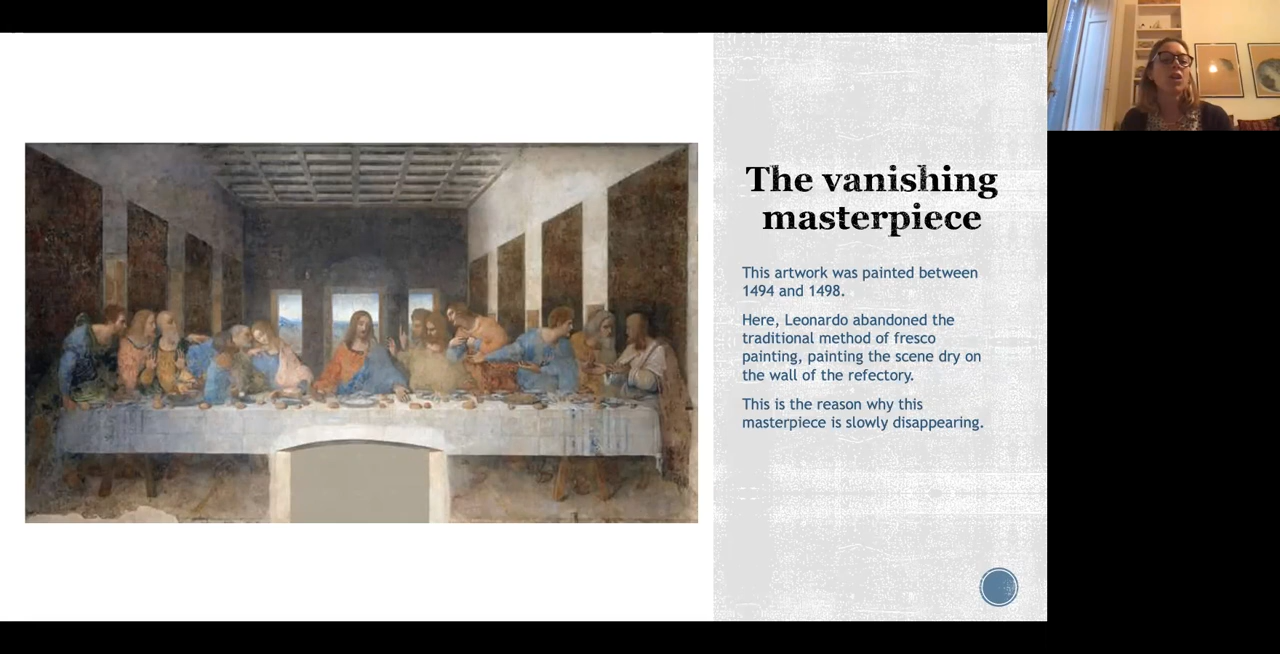 The vanishing
masterpiece
This artwork was painted between
1494 and 1498.
Here, Leonardo abandoned the
traditional method of fresco
painting, painting the scene dry on
the wall of the refectory.
This is the reason why this
masterpiece is slowly disappearing.